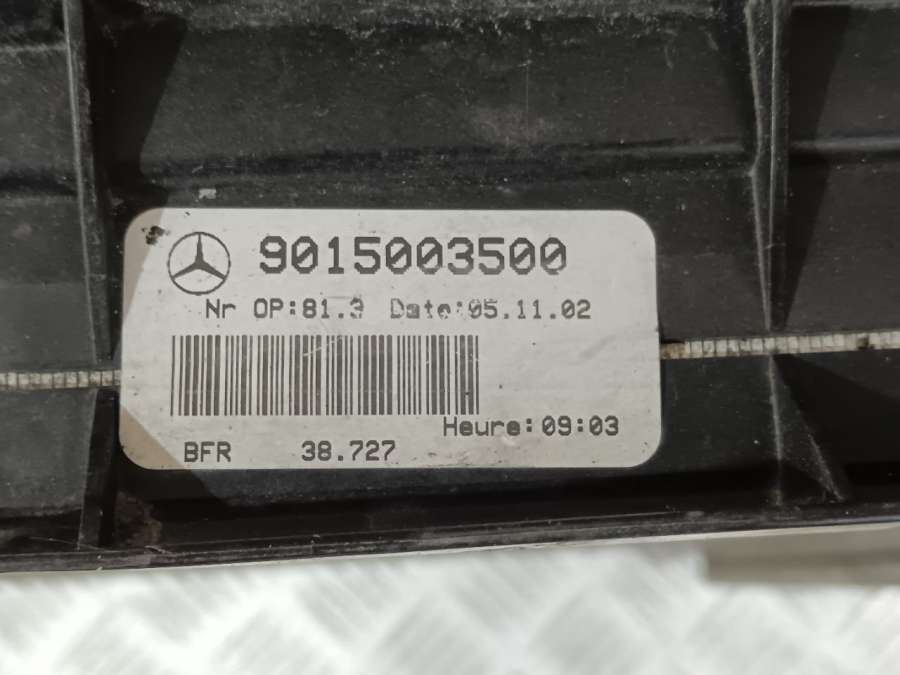 9015003500
Nr OP:81.3 Date:05.11.02
Heure:09:03
BFR 38.727